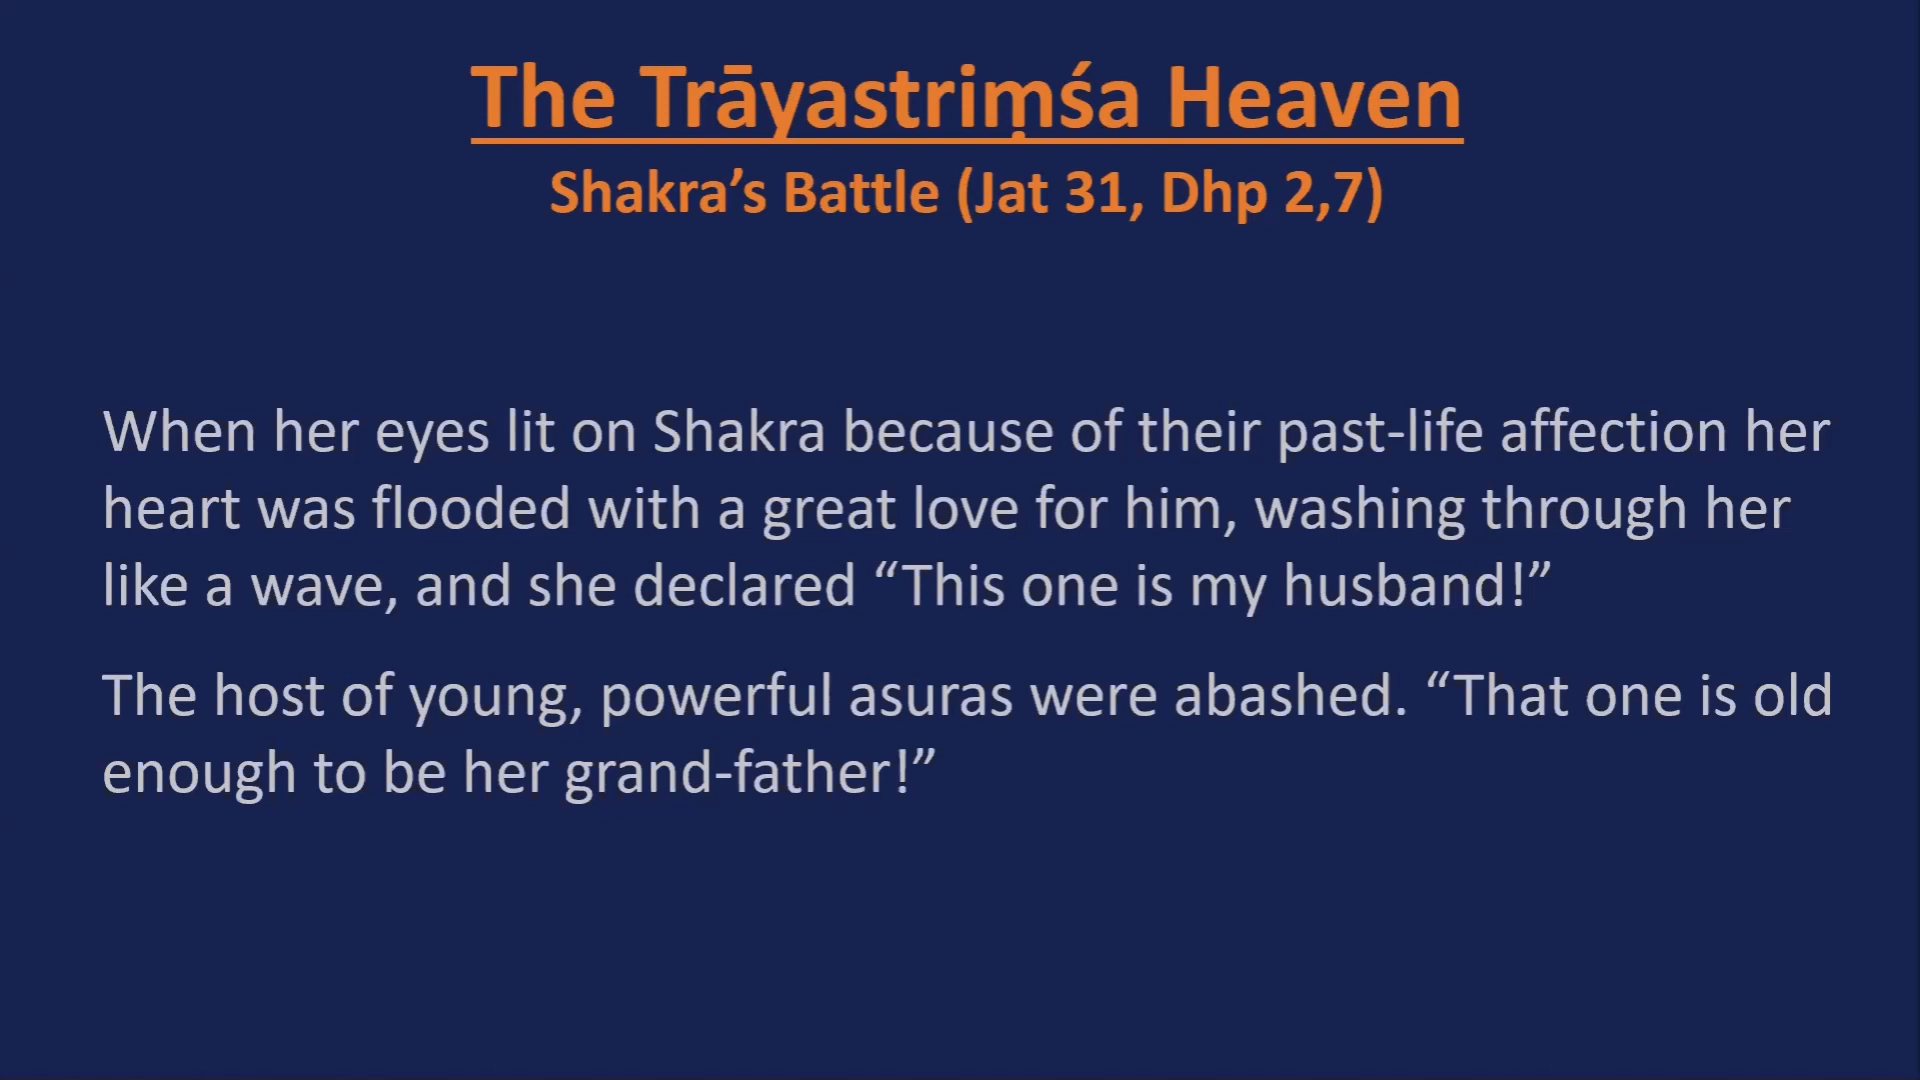 The Trāyastriṃśa Heaven
Shakra’s Battle (Jat 31, Dhp 2,7)
When her eyes lit on Shakra because of their past-life affection her
heart was flooded with a great love for him, washing through her
like a wave, and she declared “This one is my husband!”
The host of young, powerful asuras were abashed. “That one is old
enough to be her grand-father!”